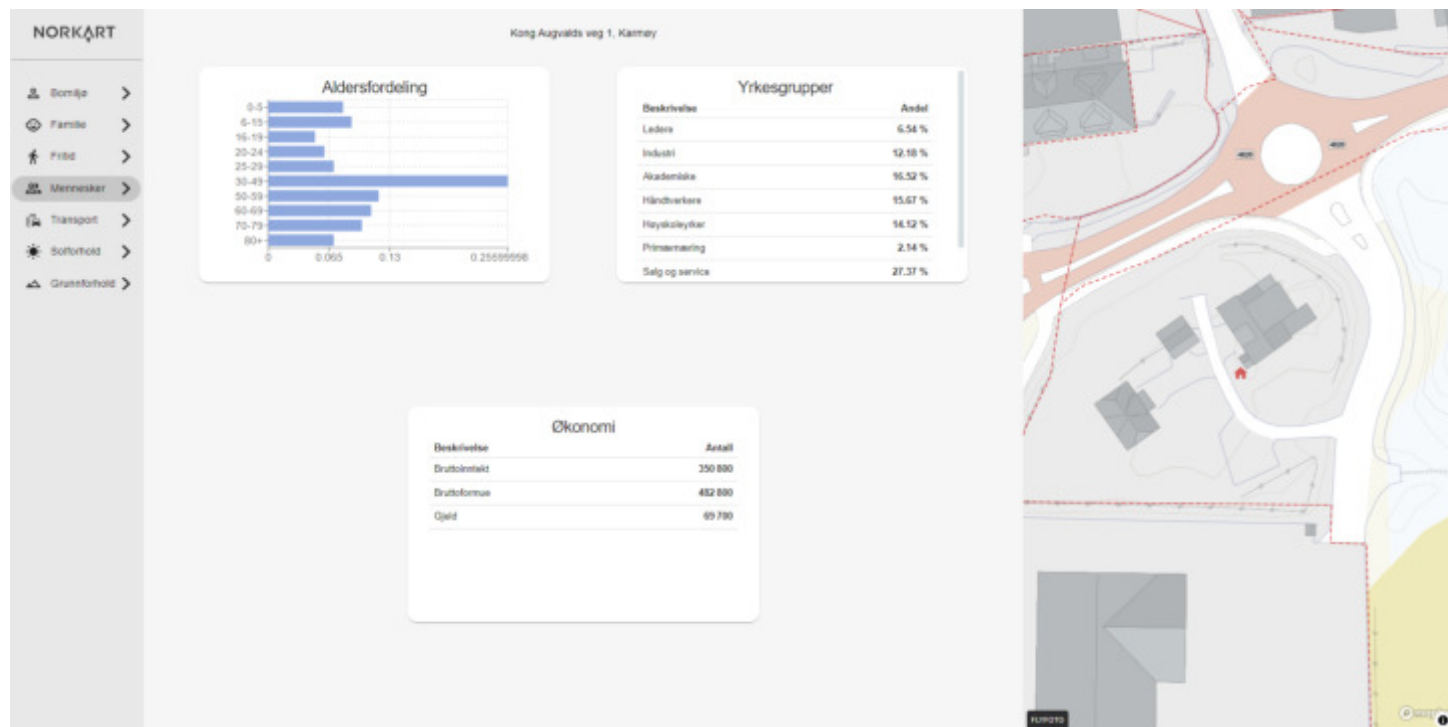 NORKART
Kong Augvalds veg 1, Karmøy
Bomiljø
Familie
Fritid
Mennesker
Transport
Solforhold
Grunnforhold
Aldersfordeling
0-5
6-15
16-19
20-24
25-29
30-49
50-59
60-69
70-79
80+
0 0.065 0.13 0.25699998
Yrkesgrupper
Beskrivelse Andel
Ledere 6.54 %
Industri 12.18 %
Akademiske 16.52 %
Håndtverkere 15.67 %
Høyskoleyrker 14.12 %
Primærnæring 2.14 %
Salg og service 27.37 %
Økonomi
Beskrivelse Antall
Bruttoinntekt 350 800
Bruttoformue 482 800
Gjeld 69 700
FLYFOTO